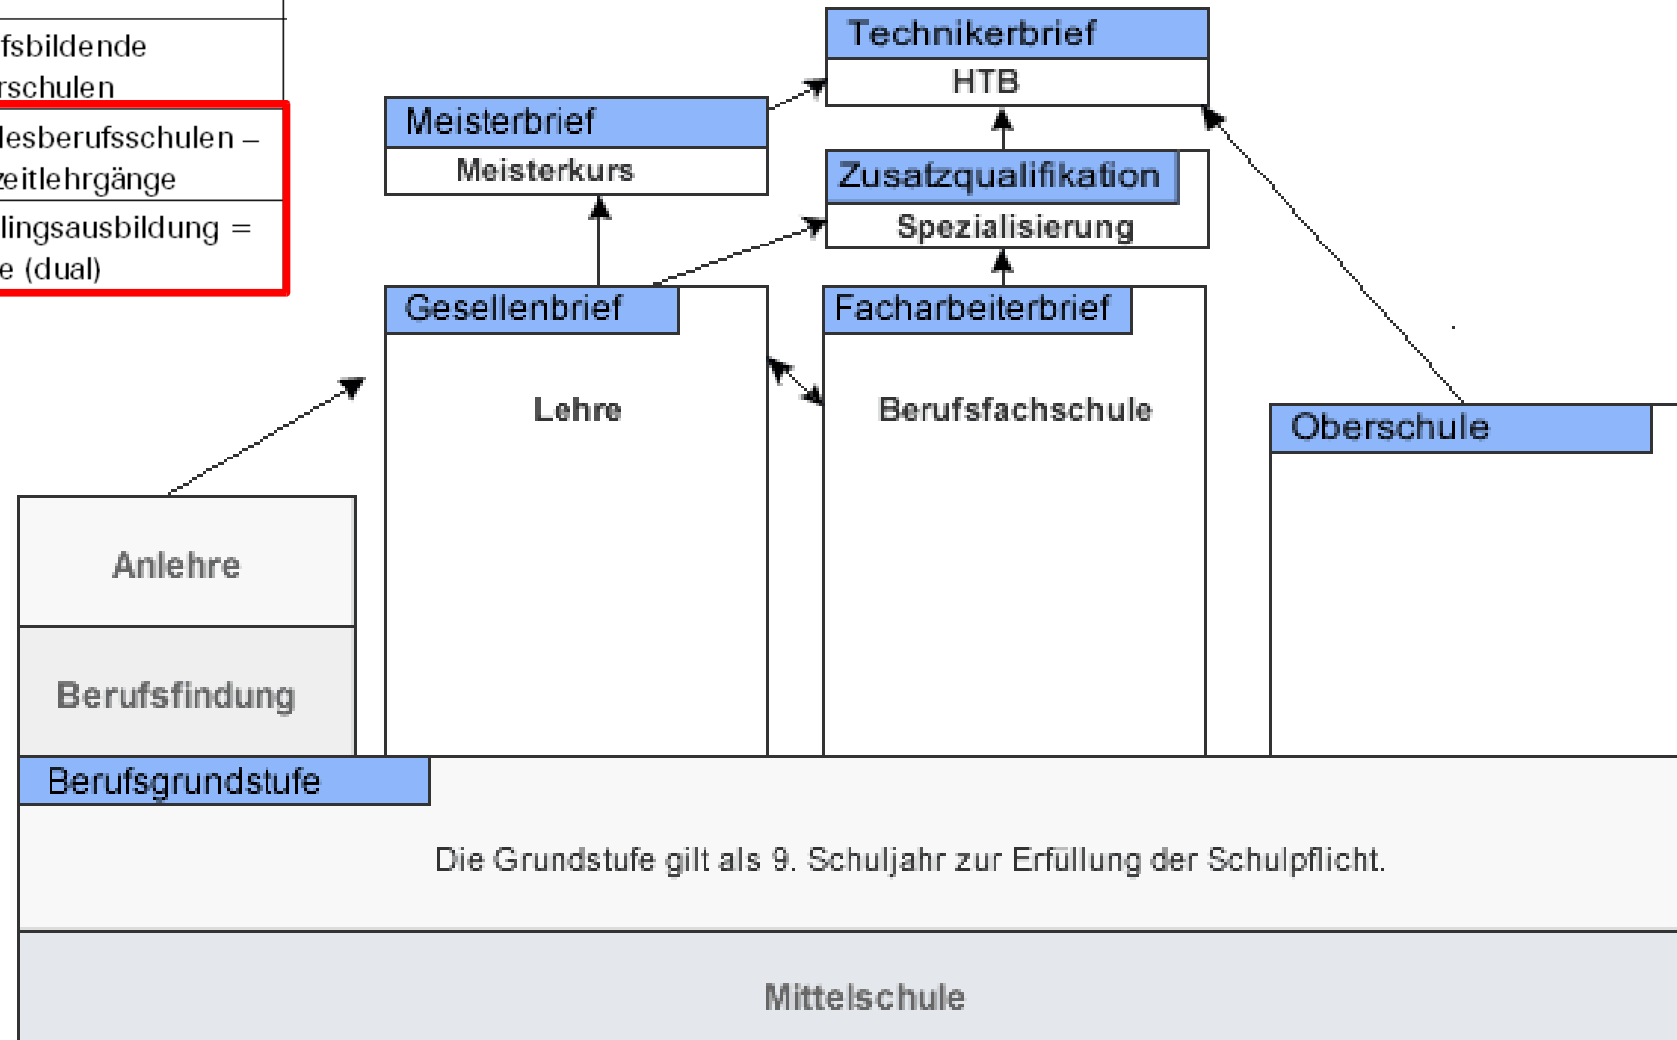 fsbildende
rschulen
lesberufsschulen –
zeitlehrgänge
lingsausbildung =
e (dual)
Technikerbrief
HTB
Meisterbrief
Meisterkurs
Zusatzqualifikation
Spezialisierung
Gesellenbrief
Lehre
Facharbeiterbrief
Berufsfachschule
Oberschule
Anlehre
Berufsfindung
Berufsgrundstufe
Die Grundstufe gilt als 9. Schuljahr zur Erfüllung der Schulpflicht.
Mittelschule